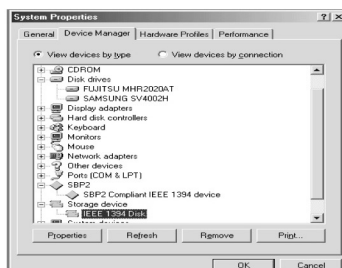 System Properties
General Device Manager Hardware Profiles Performance
View devices by type View devices by connection
CDROM
Disk drives
FUJITSU MHR2020AT
SAMSUNG SV4002H
Display adapters
Hard disk controllers
Keyboard
Monitors
Mouse
Network adapters
Other devices
Ports (COM & LPT)
SBP2
SBP2 Compliant IEEE 1394 device
Storage device
IEEE 1394 Disk
System devices
Properties Refresh Remove Print...
OK Cancel